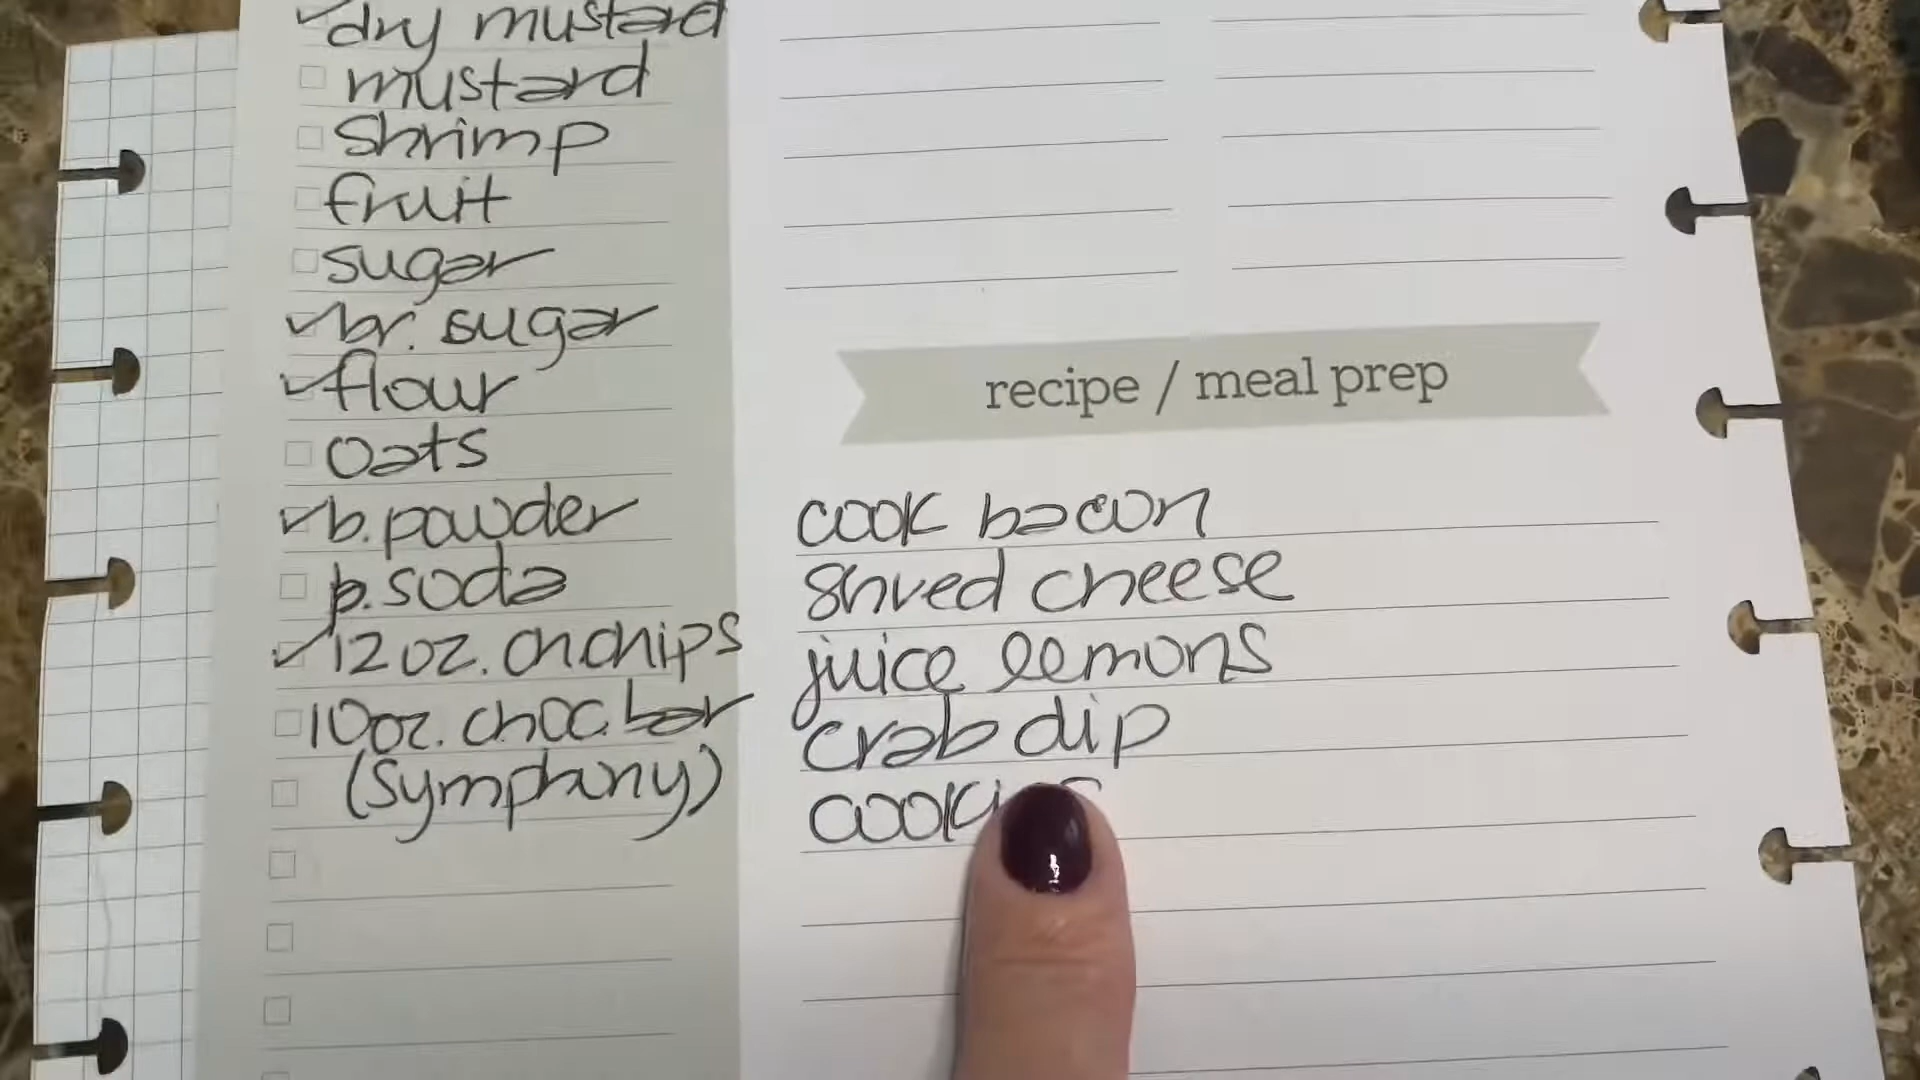 dry mustard
mustard
shrimp
fruit
sugar
br. sugar
flour
oats
b. powder
b. soda
12 oz. ch chips
10 oz. choc. bar
(symphony)
recipe / meal prep
cook bacon
shred cheese
juice lemons
crab dip